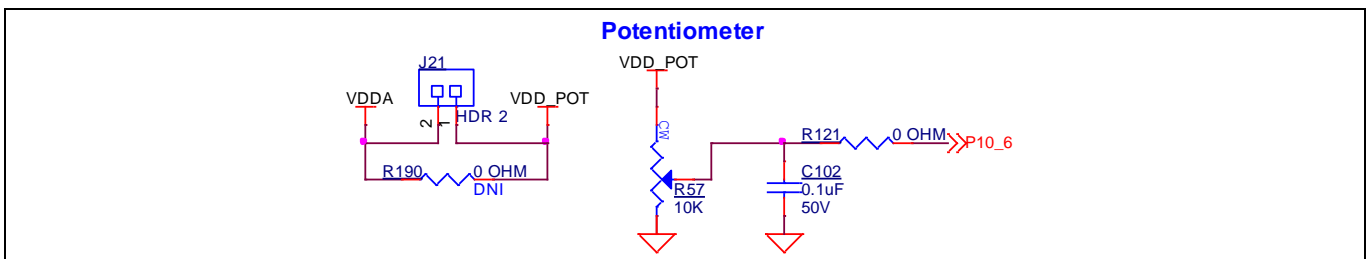 Potentiometer
J21
VDD_POT
VDDA
VDD_POT
HDR 2
2
1
CW
R121
0 OHM
P10_6
R190
0 OHM
DNI
R57
10K
C102
0.1uF
50V